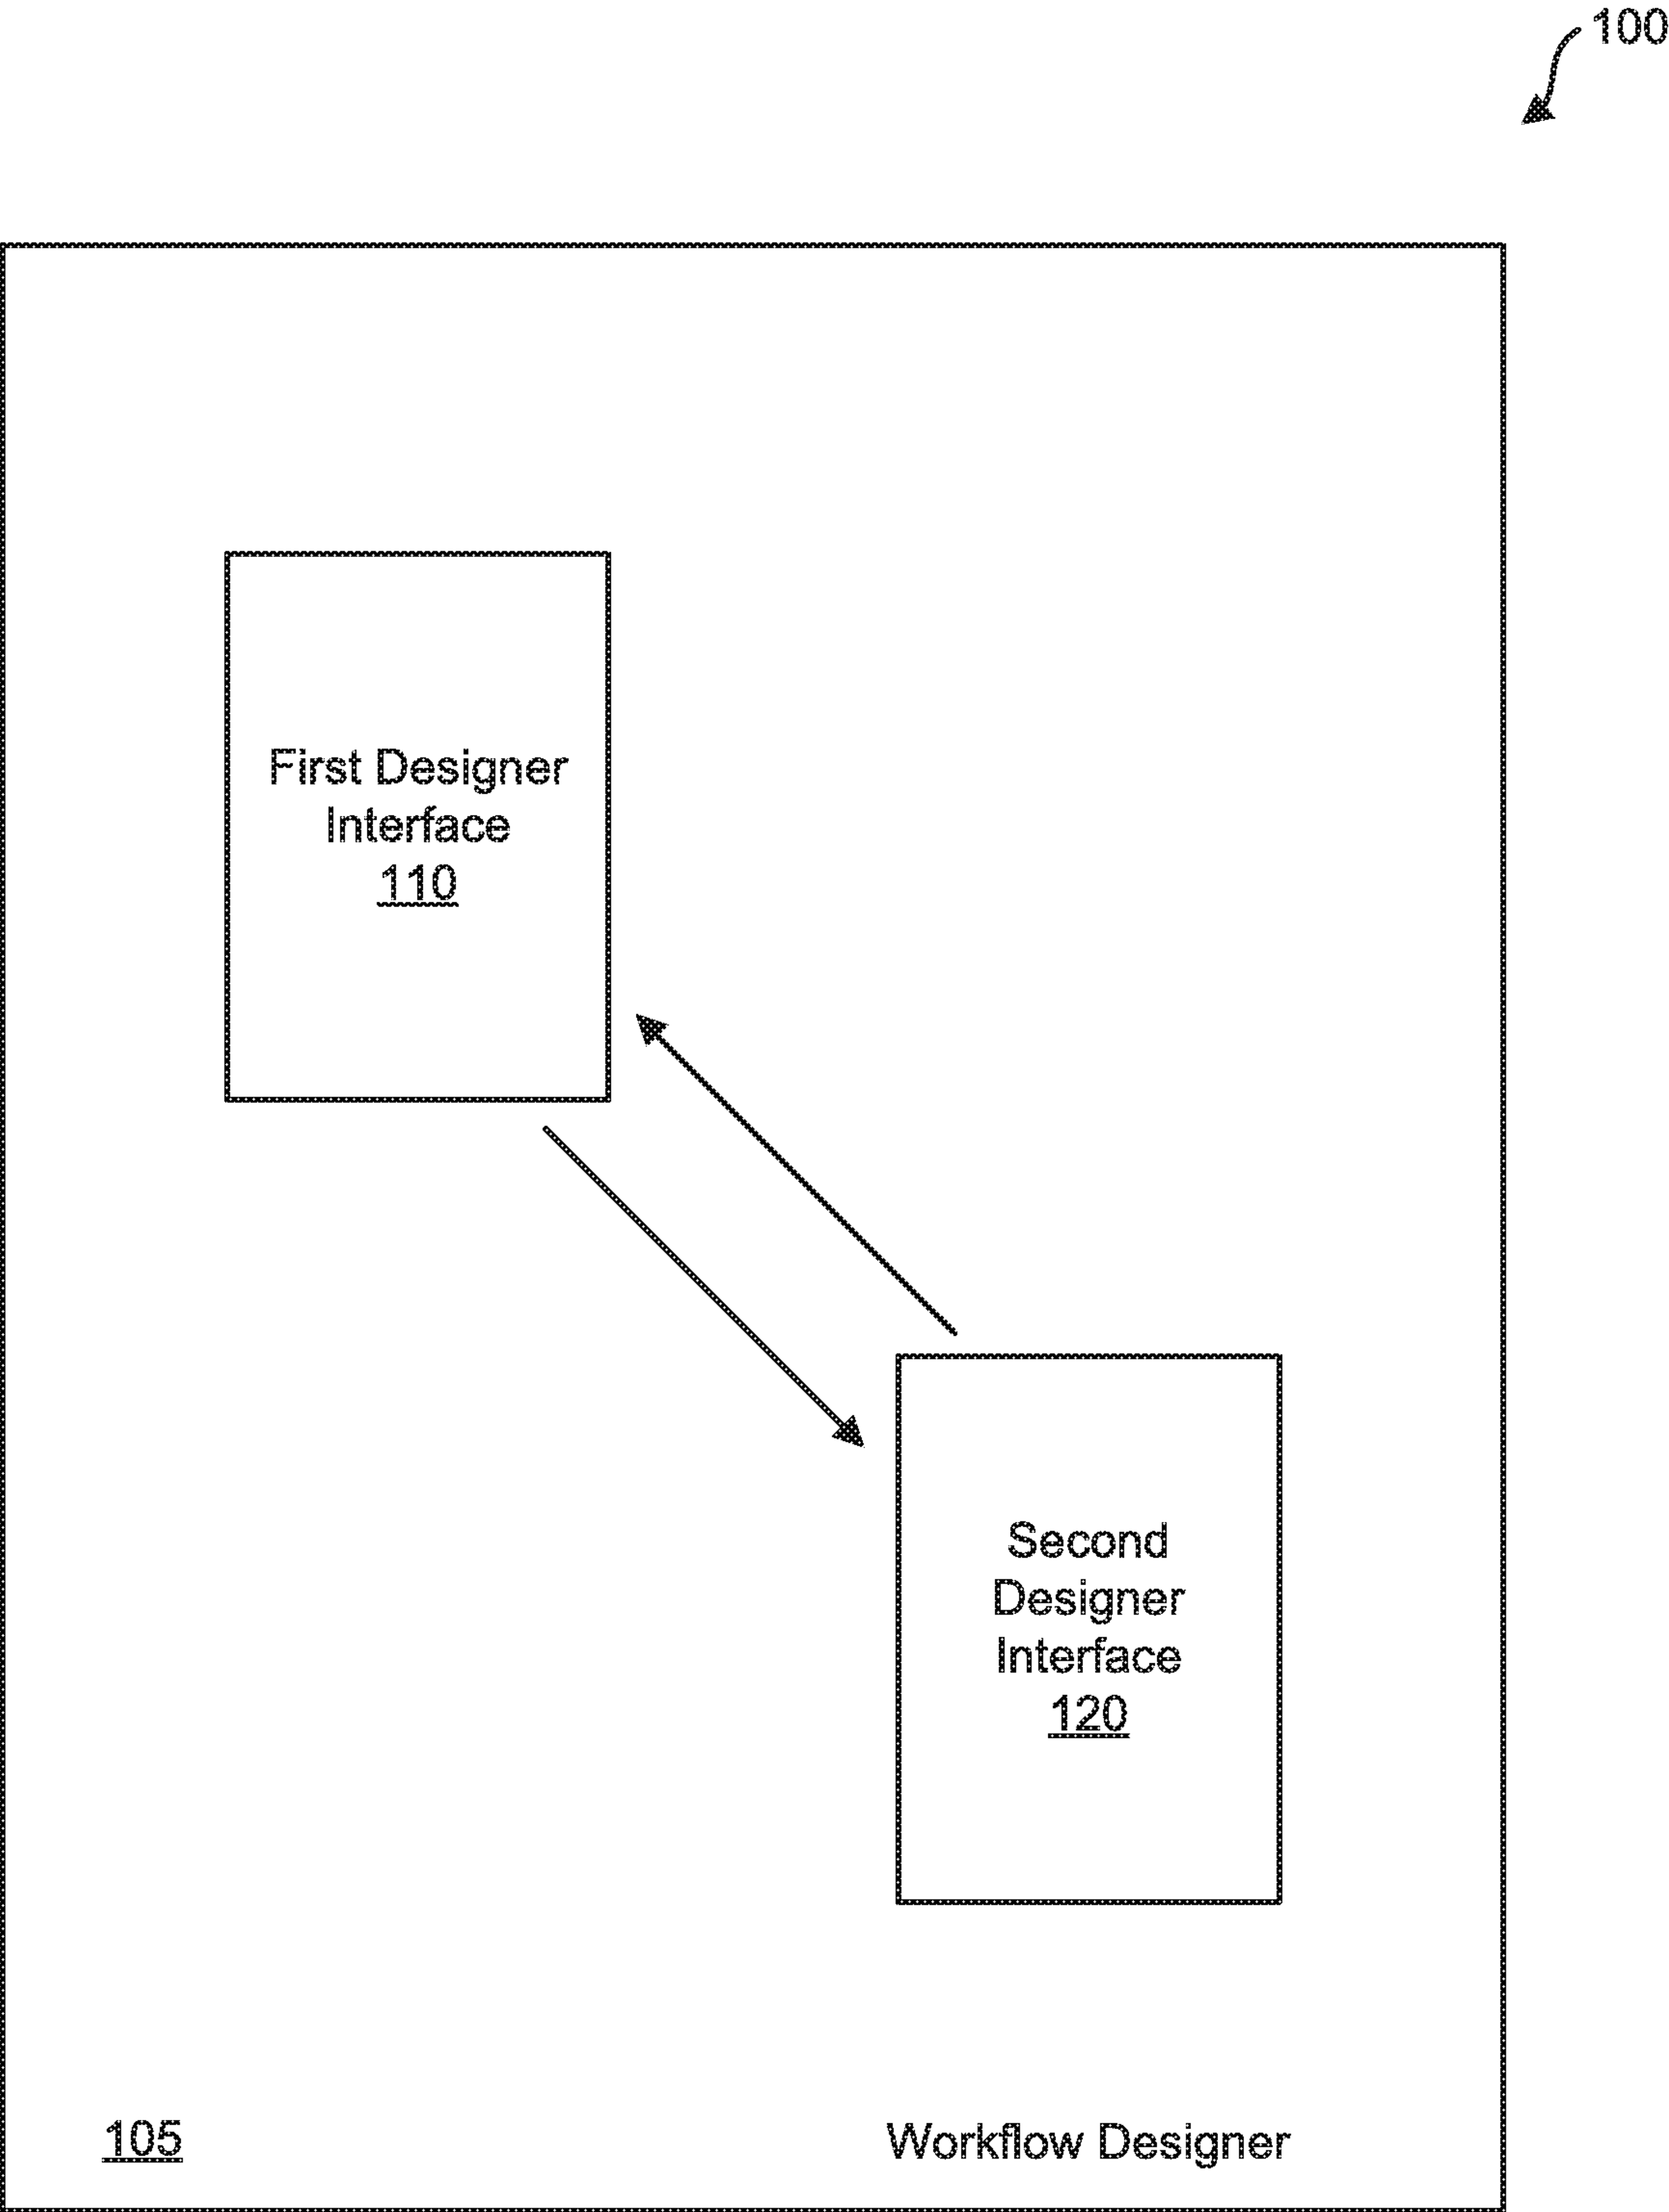 100
First Designer
Interface
110
Second
Designer
Interface
120
105
Workflow Designer